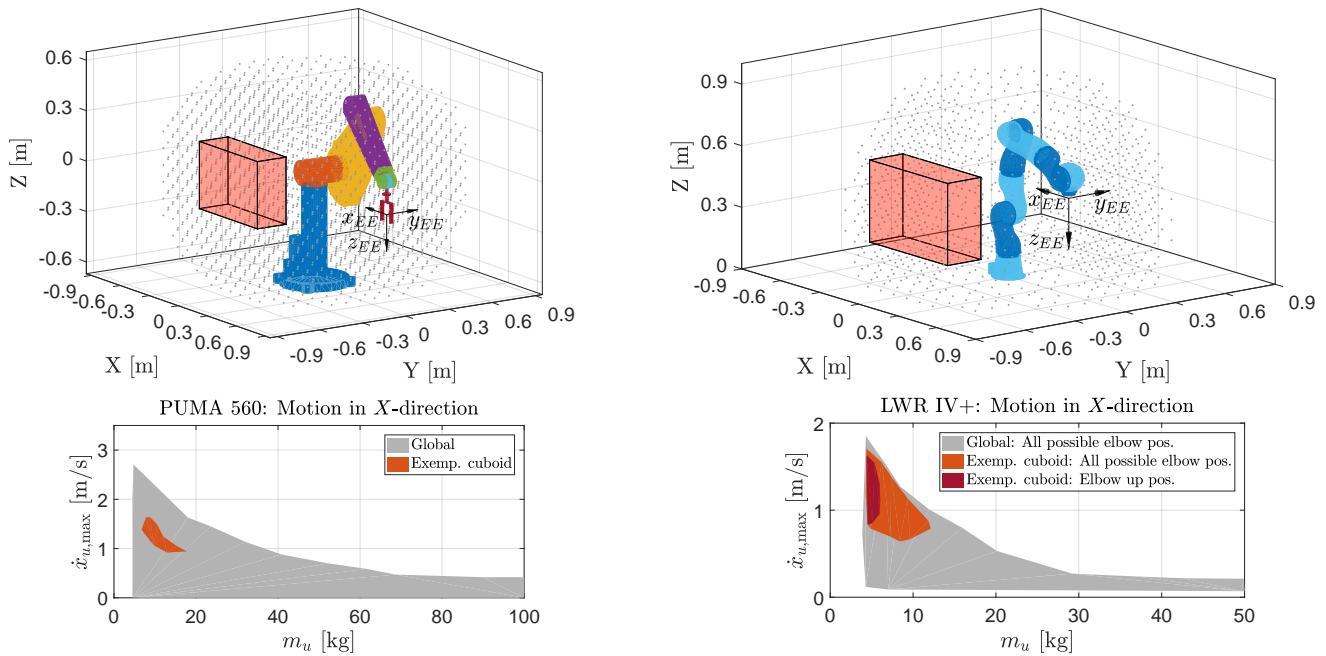 0.6
0.3
0
-0.3
-0.6
Z [m]
-0.9
-0.6
-0.3
0
0.3
0.6
0.9
X [m]
-0.9
-0.6
-0.3
0
0.3
0.6
0.9
Y [m]
x_EE
y_EE
z_EE
0.9
0.6
0.3
0
Z [m]
-0.9
-0.6
-0.3
0
0.3
0.6
0.9
X [m]
-0.9
-0.6
-0.3
0
0.3
0.6
0.9
Y [m]
x_EE
y_EE
z_EE
PUMA 560: Motion in X-direction
Global
Exemp. cuboid
3
2
1
0
ẋ_u,max [m/s]
0 20 40 60 80 100
m_u [kg]
LWR IV+: Motion in X-direction
Global: All possible elbow pos.
Exemp. cuboid: All possible elbow pos.
Exemp. cuboid: Elbow up pos.
2
1
0
ẋ_u,max [m/s]
0 10 20 30 40 50
m_u [kg]